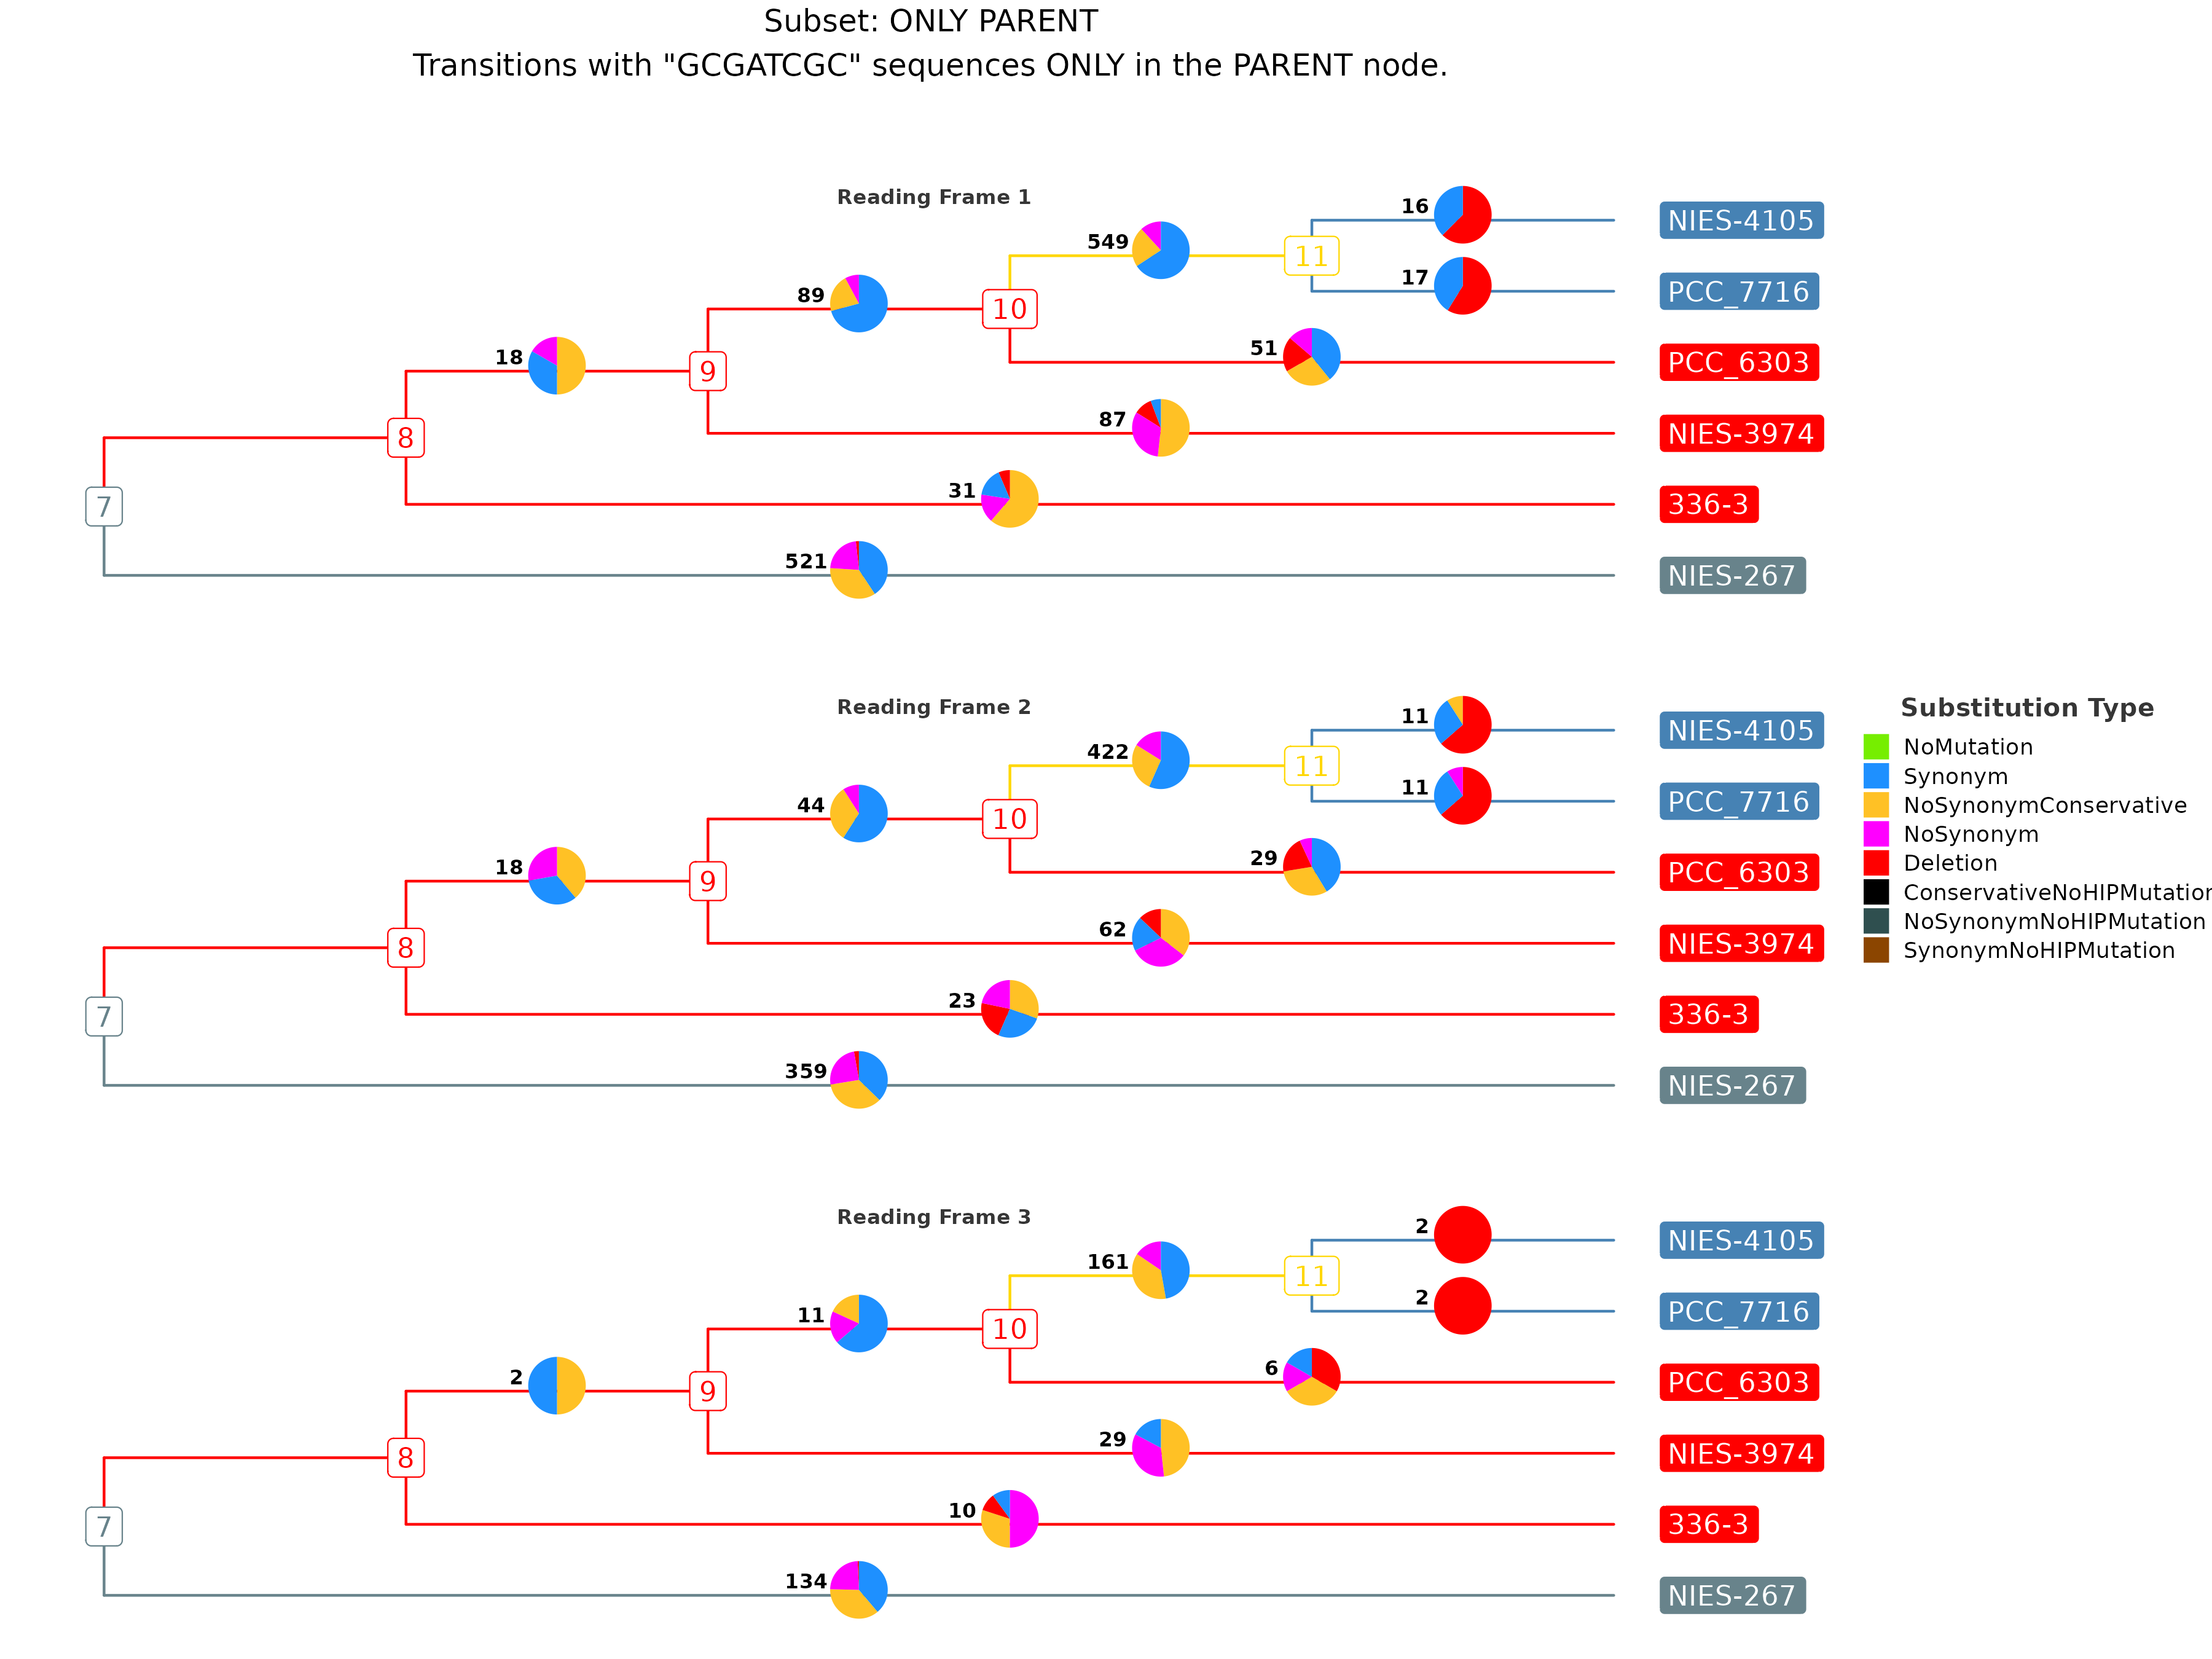 Subset: ONLY PARENT
Transitions with "GCGATCGC" sequences ONLY in the PARENT node.
Reading Frame 1
16
NIES-4105
549
11
17
PCC_7716
89
10
51
PCC_6303
18
9
87
NIES-3974
8
31
336-3
7
521
NIES-267
Reading Frame 2
11
NIES-4105
422
11
11
PCC_7716
44
10
29
PCC_6303
18
9
62
NIES-3974
8
23
336-3
7
359
NIES-267
Substitution Type
NoMutation
Synonym
NoSynonymConservative
NoSynonym
Deletion
ConservativeNoHIPMutation
NoSynonymNoHIPMutation
SynonymNoHIPMutation
Reading Frame 3
2
NIES-4105
161
11
2
PCC_7716
11
10
6
PCC_6303
2
9
29
NIES-3974
8
10
336-3
7
134
NIES-267